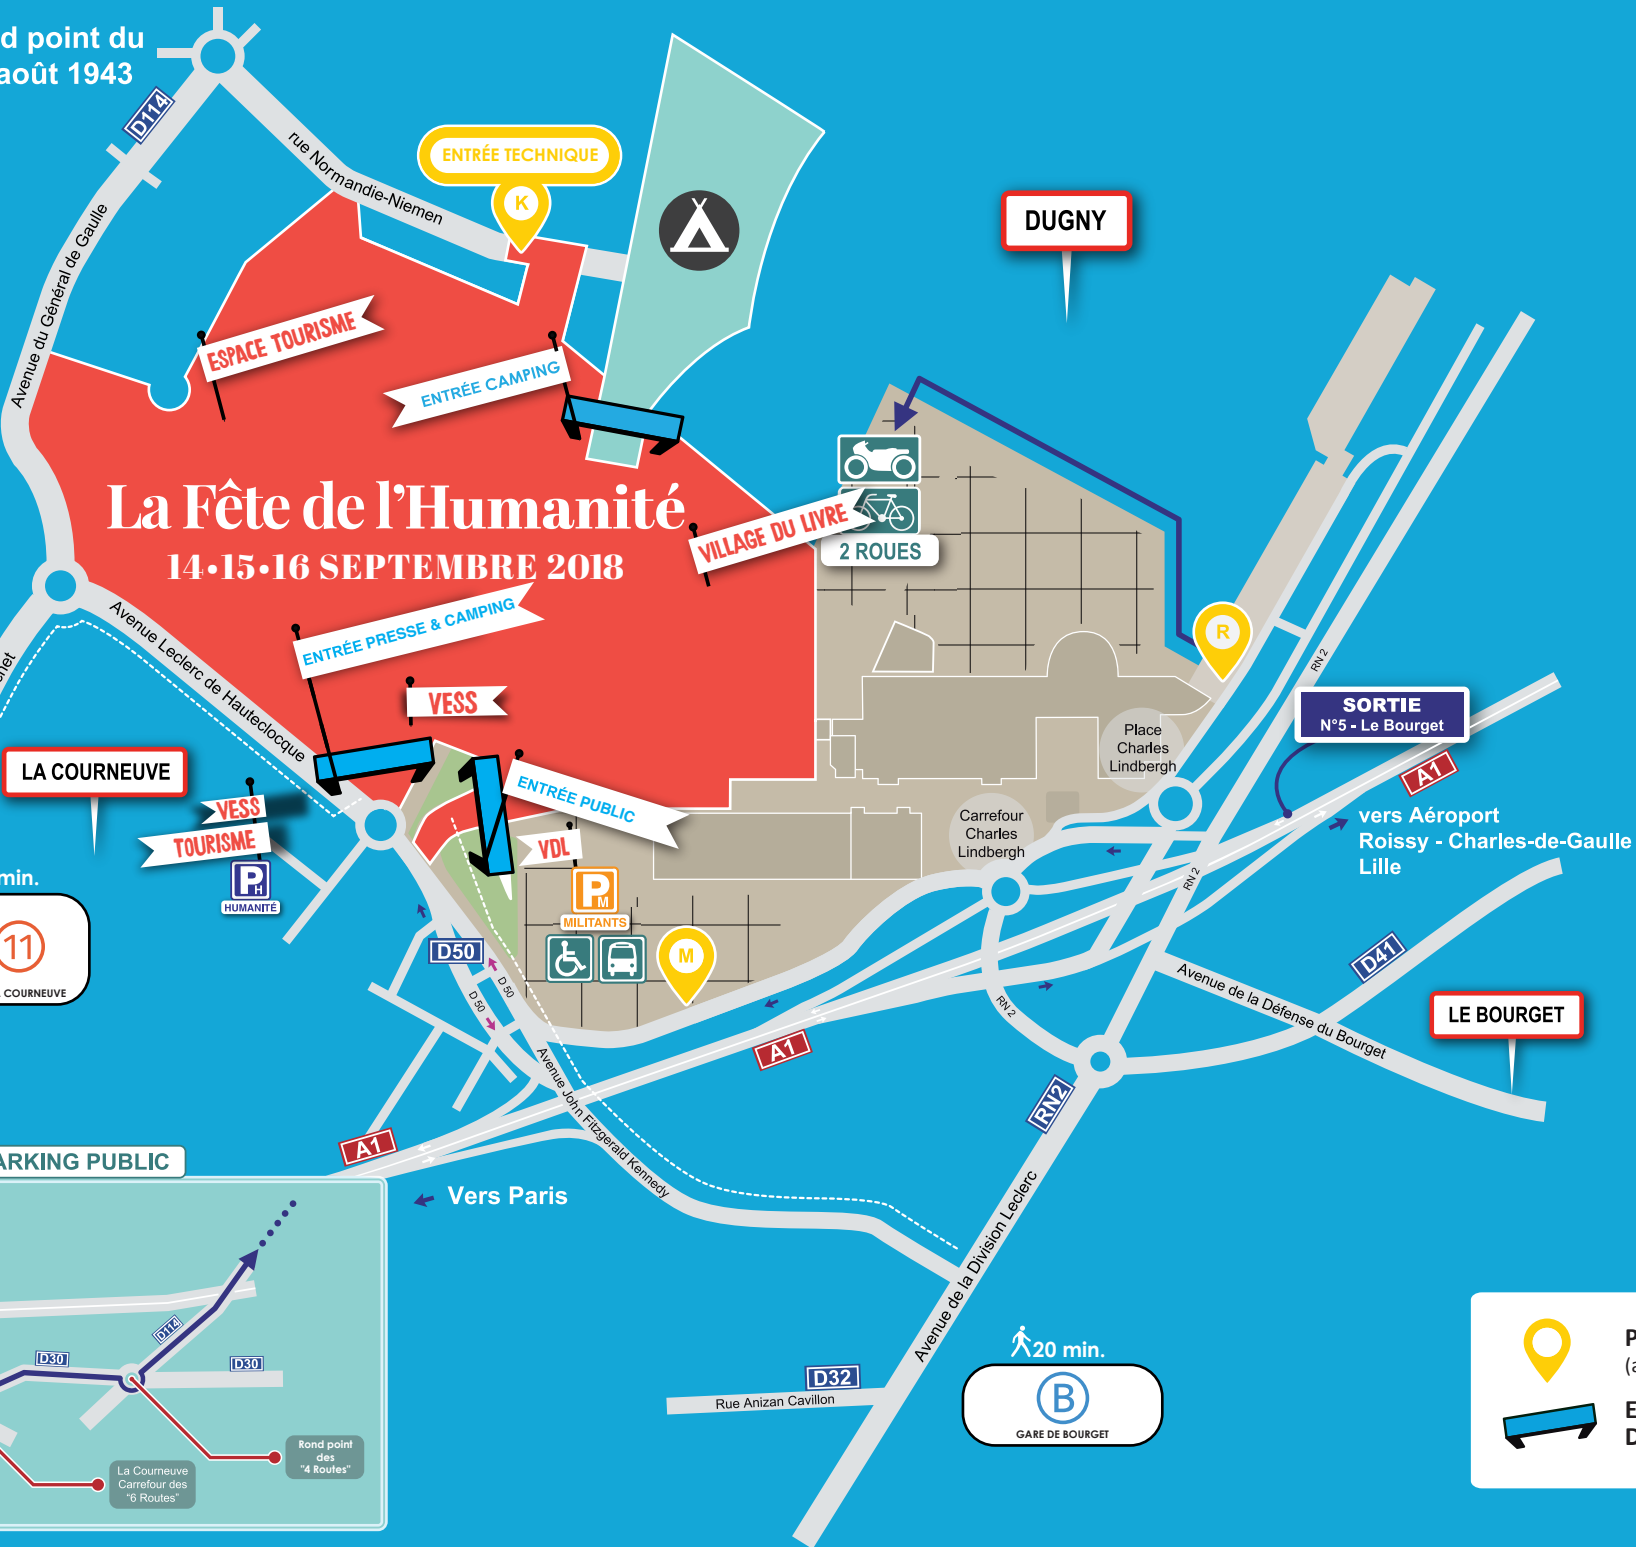 d point du
août 1943
D114
rue Normandie-Niemen
ENTRÉE TECHNIQUE
K
DUGNY
Avenue du Général de Gaulle
ESPACE TOURISME
ENTRÉE CAMPING
La Fête de l'Humanité
14•15•16 SEPTEMBRE 2018
VILLAGE DU LIVRE
2 ROUES
ENTRÉE PRESSE & CAMPING
Avenue Leclerc de Hauteclocque
R
RN 2
SORTIE
N°5 - Le Bourget
VESS
Place
Charles
Lindbergh
A1
LA COURNEUVE
ENTRÉE PUBLIC
VESS
TOURISME
VDL
Carrefour
Charles
Lindbergh
vers Aéroport
Roissy - Charles-de-Gaulle
Lille
P
H
HUMANITÉ
P
M
MILITANTS
RN 2
min.
11
COURNEUVE
D50
M
D41
D 50
D 50
RN 2
Avenue de la Défense du Bourget
LE BOURGET
A1
Avenue John Fitzgerald Kennedy
RN2
A1
ARKING PUBLIC
Vers Paris
Avenue de la Division Leclerc
D114
D30
D30
Rond point
des
"4 Routes"
La Courneuve
Carrefour des
"6 Routes"
D32
Rue Anizan Cavillon
20 min.
B
GARE DE BOURGET
P
(a
E
D